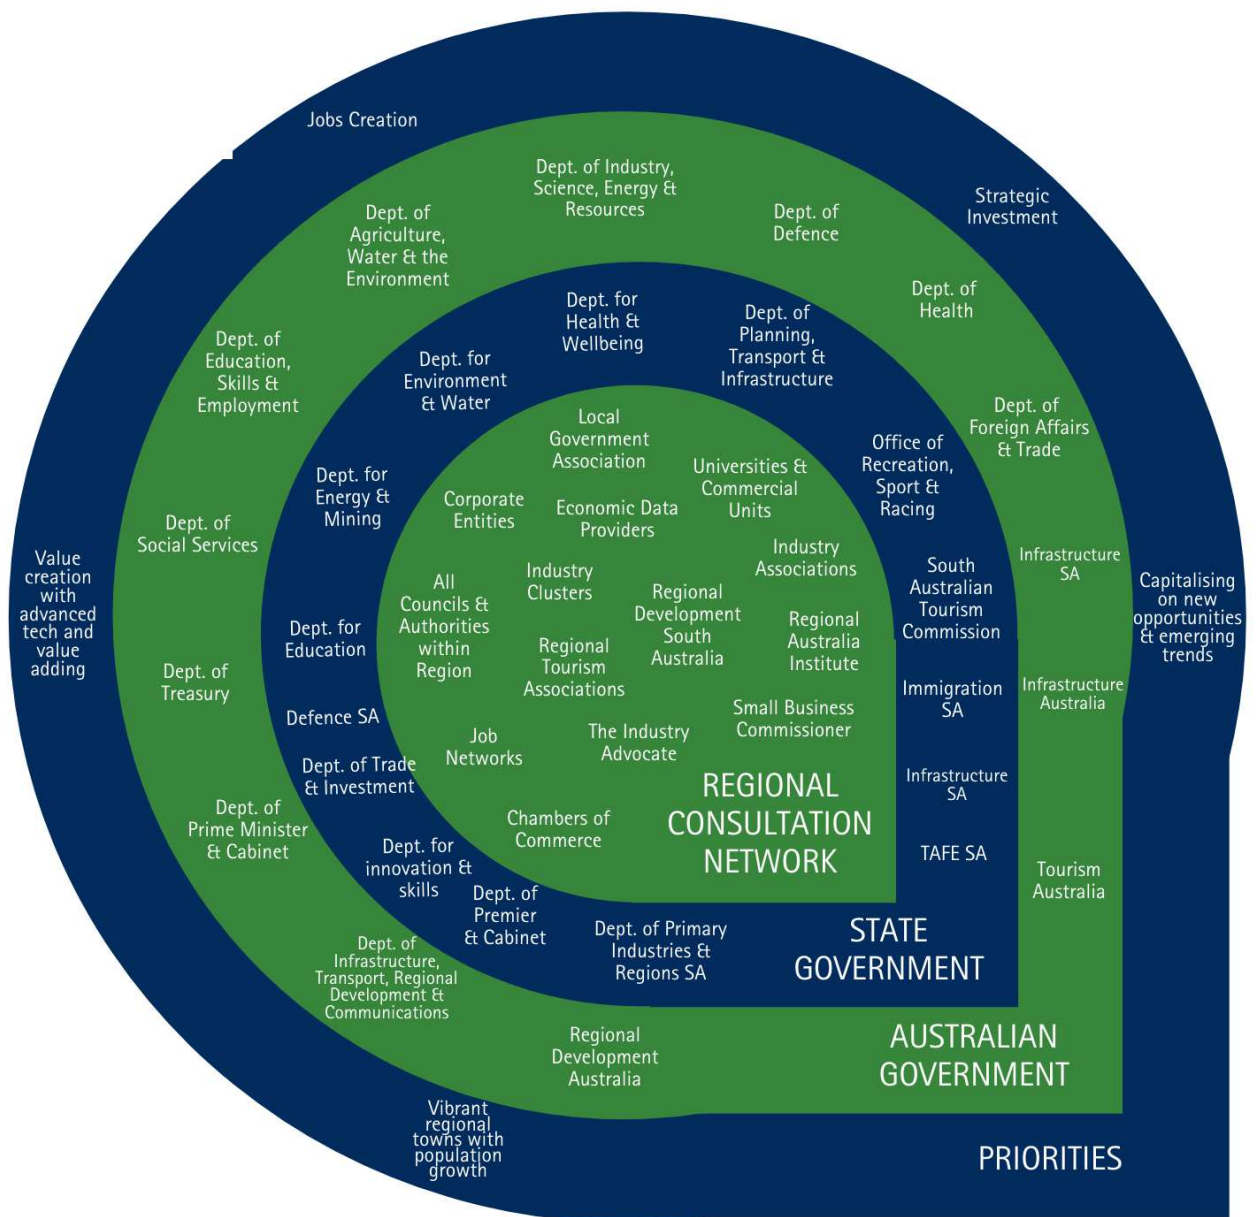 Jobs Creation
Strategic
Investment
Value
creation
with
advanced
tech and
value
adding
Capitalising
on new
opportunities
& emerging
trends
Vibrant
regional
towns with
population
growth
PRIORITIES
Dept. of Industry,
Science, Energy &
Resources
Dept. of
Agriculture,
Water & the
Environment
Dept. of
Defence
Dept. of
Health
Dept. of
Education,
Skills &
Employment
Dept. of
Foreign Affairs
& Trade
Dept. of
Social Services
Infrastructure
SA
Dept. of
Treasury
Infrastructure
Australia
Dept. of
Prime Minister
& Cabinet
Tourism
Australia
Dept. of
Infrastructure,
Transport, Regional
Development &
Communications
Regional
Development
Australia
AUSTRALIAN
GOVERNMENT
Dept. for
Health &
Wellbeing
Dept. of
Planning,
Transport &
Infrastructure
Dept. for
Environment
& Water
Office of
Recreation,
Sport &
Racing
Dept. for
Energy &
Mining
South
Australian
Tourism
Commission
Dept. for
Education
Immigration
SA
Defence SA
Dept. of Trade
& Investment
Infrastructure
SA
Dept. for
innovation &
skills
TAFE SA
Dept. of
Premier
& Cabinet
Dept. of Primary
Industries &
Regions SA
STATE
GOVERNMENT
Local
Government
Association
Universities &
Commercial
Units
Corporate
Entities
Economic Data
Providers
Industry
Associations
All
Councils &
Authorities
within
Region
Industry
Clusters
Regional
Development
South
Australia
Regional
Australia
Institute
Regional
Tourism
Associations
Small Business
Commissioner
Job
Networks
The Industry
Advocate
Chambers of
Commerce
REGIONAL
CONSULTATION
NETWORK